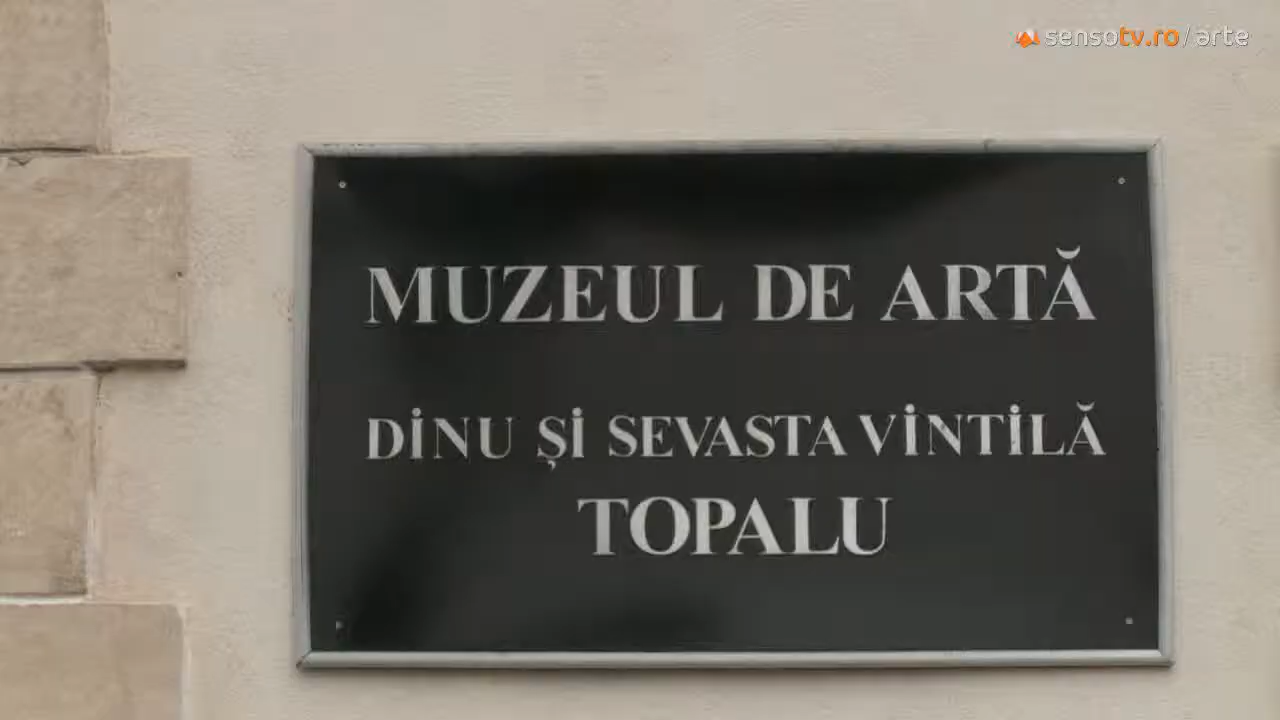 sensotv.ro/arte
MUZEUL DE ARTĂ
DİNU Șİ SEVASTA VİNTİLĂ
TOPALU